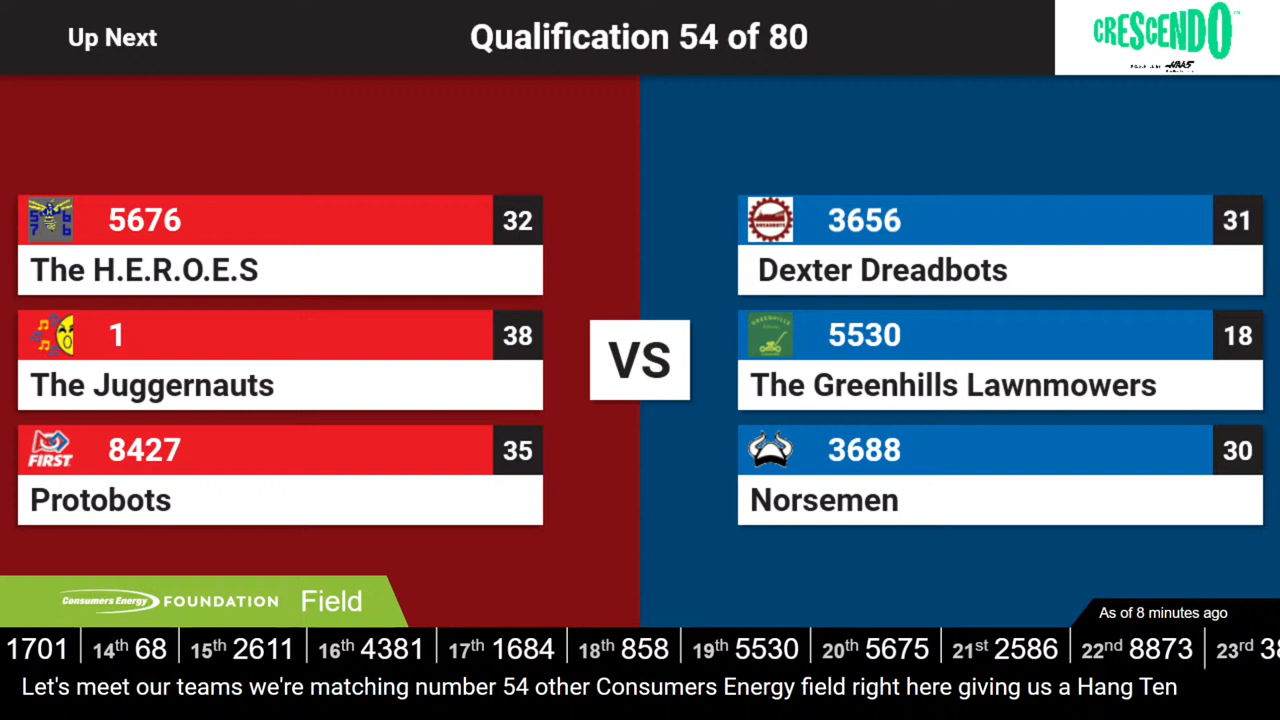 Up Next
Qualification 54 of 80
CRESCENDO
HAAS
5676
32
The H.E.R.O.E.S
1
38
The Juggernauts
8427
35
FIRST
Protobots
VS
3656
31
Dexter Dreadbots
GREENHILLS
5530
18
The Greenhills Lawnmowers
3688
30
Norsemen
Consumers Energy FOUNDATION Field
As of 8 minutes ago
1701 14th 68 15th 2611 16th 4381 17th 1684 18th 858 19th 5530 20th 5675 21st 2586 22nd 8873 23rd 38
Let's meet our teams we're matching number 54 other Consumers Energy field right here giving us a Hang Ten